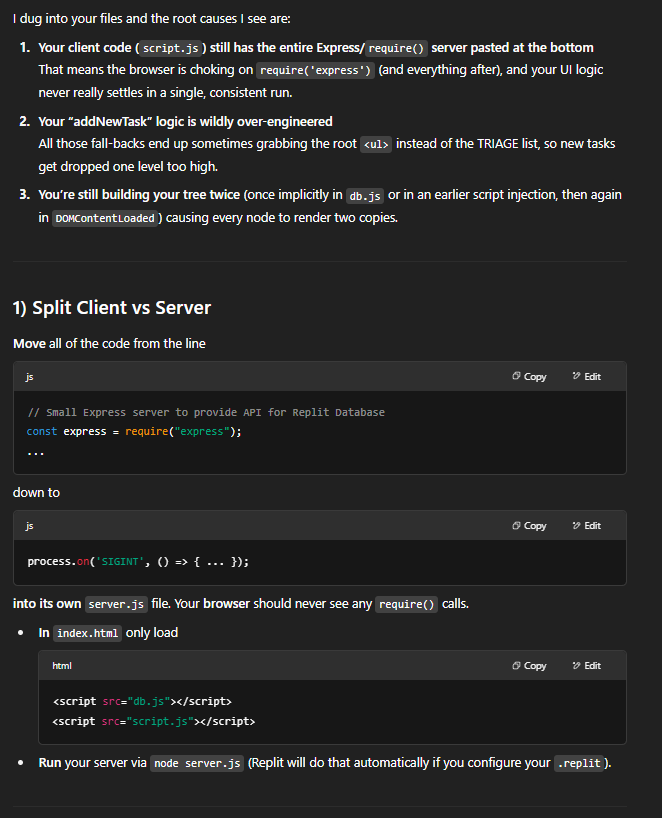 I dug into your files and the root causes I see are:
1. Your client code (script.js) still has the entire Express/require() server pasted at the bottom
That means the browser is choking on require('express') (and everything after), and your UI logic
never really settles in a single, consistent run.
2. Your “addNewTask” logic is wildly over-engineered
All those fall-backs end up sometimes grabbing the root <ul> instead of the TRIAGE list, so new tasks
get dropped one level too high.
3. You’re still building your tree twice (once implicitly in db.js or in an earlier script injection, then again
in DOMContentLoaded) causing every node to render two copies.
1) Split Client vs Server
Move all of the code from the line
js Copy Edit
// Small Express server to provide API for Replit Database
const express = require("express");
...
down to
js Copy Edit
process.on('SIGINT', () => { ... });
into its own server.js file. Your browser should never see any require() calls.
• In index.html only load
html Copy Edit
<script src="db.js"></script>
<script src="script.js"></script>
• Run your server via node server.js (Replit will do that automatically if you configure your .replit).